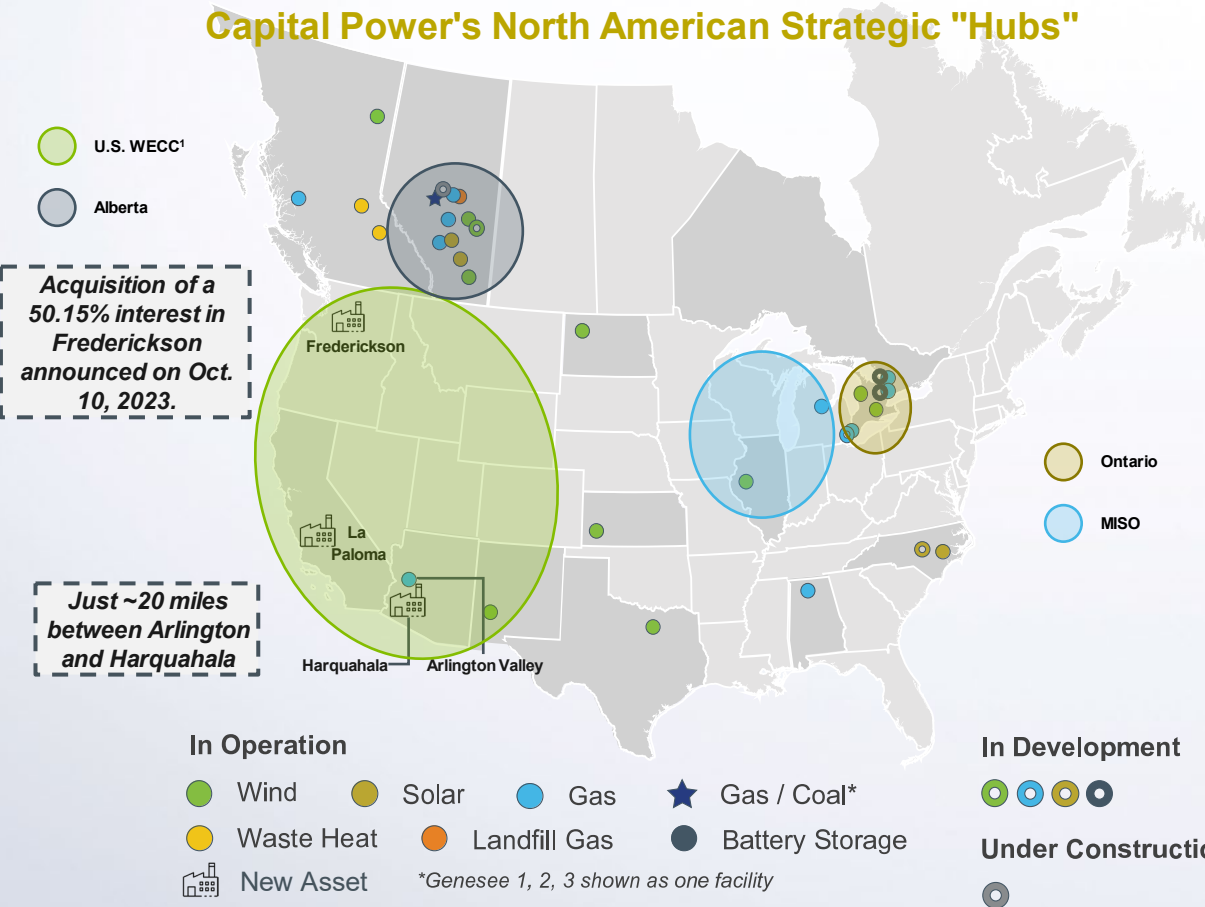 Capital Power's North American Strategic "Hubs"
U.S. WECC¹
Alberta
Acquisition of a
50.15% interest in
Frederickson
announced on Oct.
10, 2023.
Frederickson
Ontario
MISO
La
Paloma
Just ~20 miles
between Arlington
and Harquahala
Harquahala
Arlington Valley
In Operation
Wind
Solar
Gas
Gas / Coal*
Waste Heat
Landfill Gas
Battery Storage
New Asset
*Genesee 1, 2, 3 shown as one facility
In Development
Under Constructio